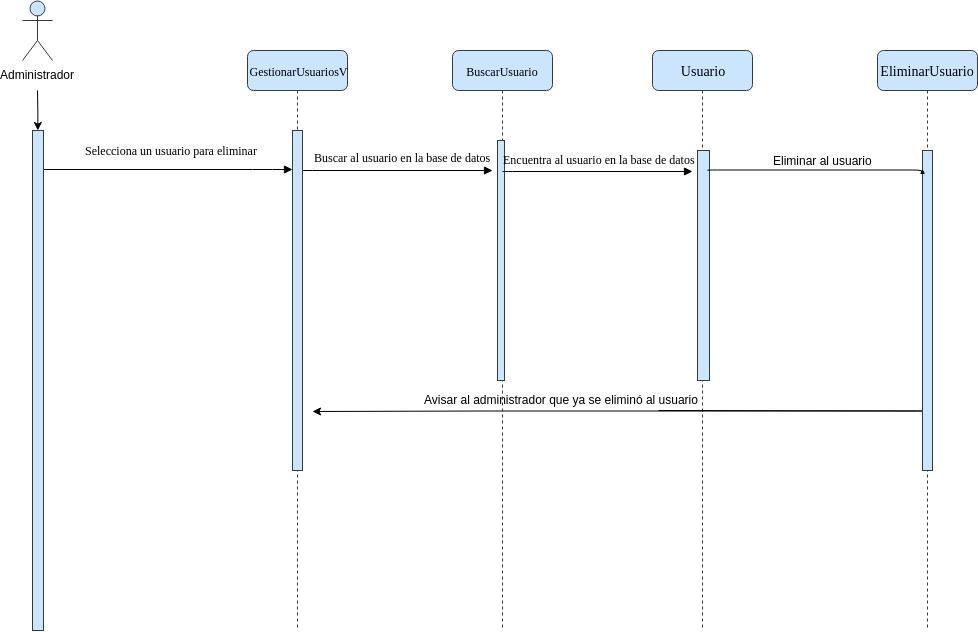 Administrador
GestionarUsuariosV
BuscarUsuario
Usuario
EliminarUsuario
Selecciona un usuario para eliminar
Buscar al usuario en la base de datos
Encuentra al usuario en la base de datos
Eliminar al usuario
Avisar al administrador que ya se eliminó al usuario